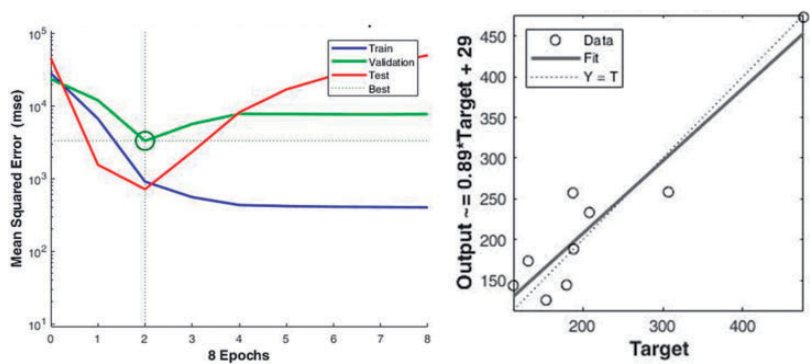 10^5
10^4
10^3
10^2
10^1
Mean Squared Error (mse)
Train
Validation
Test
Best
0 1 2 3 4 5 6 7 8
8 Epochs
Output ~= 0.89*Target + 29
450
400
350
300
250
200
150
Data
Fit
Y = T
200 300 400
Target